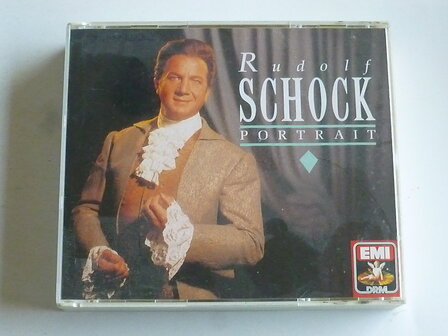 Rudolf
SCHOCK
PORTRAIT
EMI
DRM